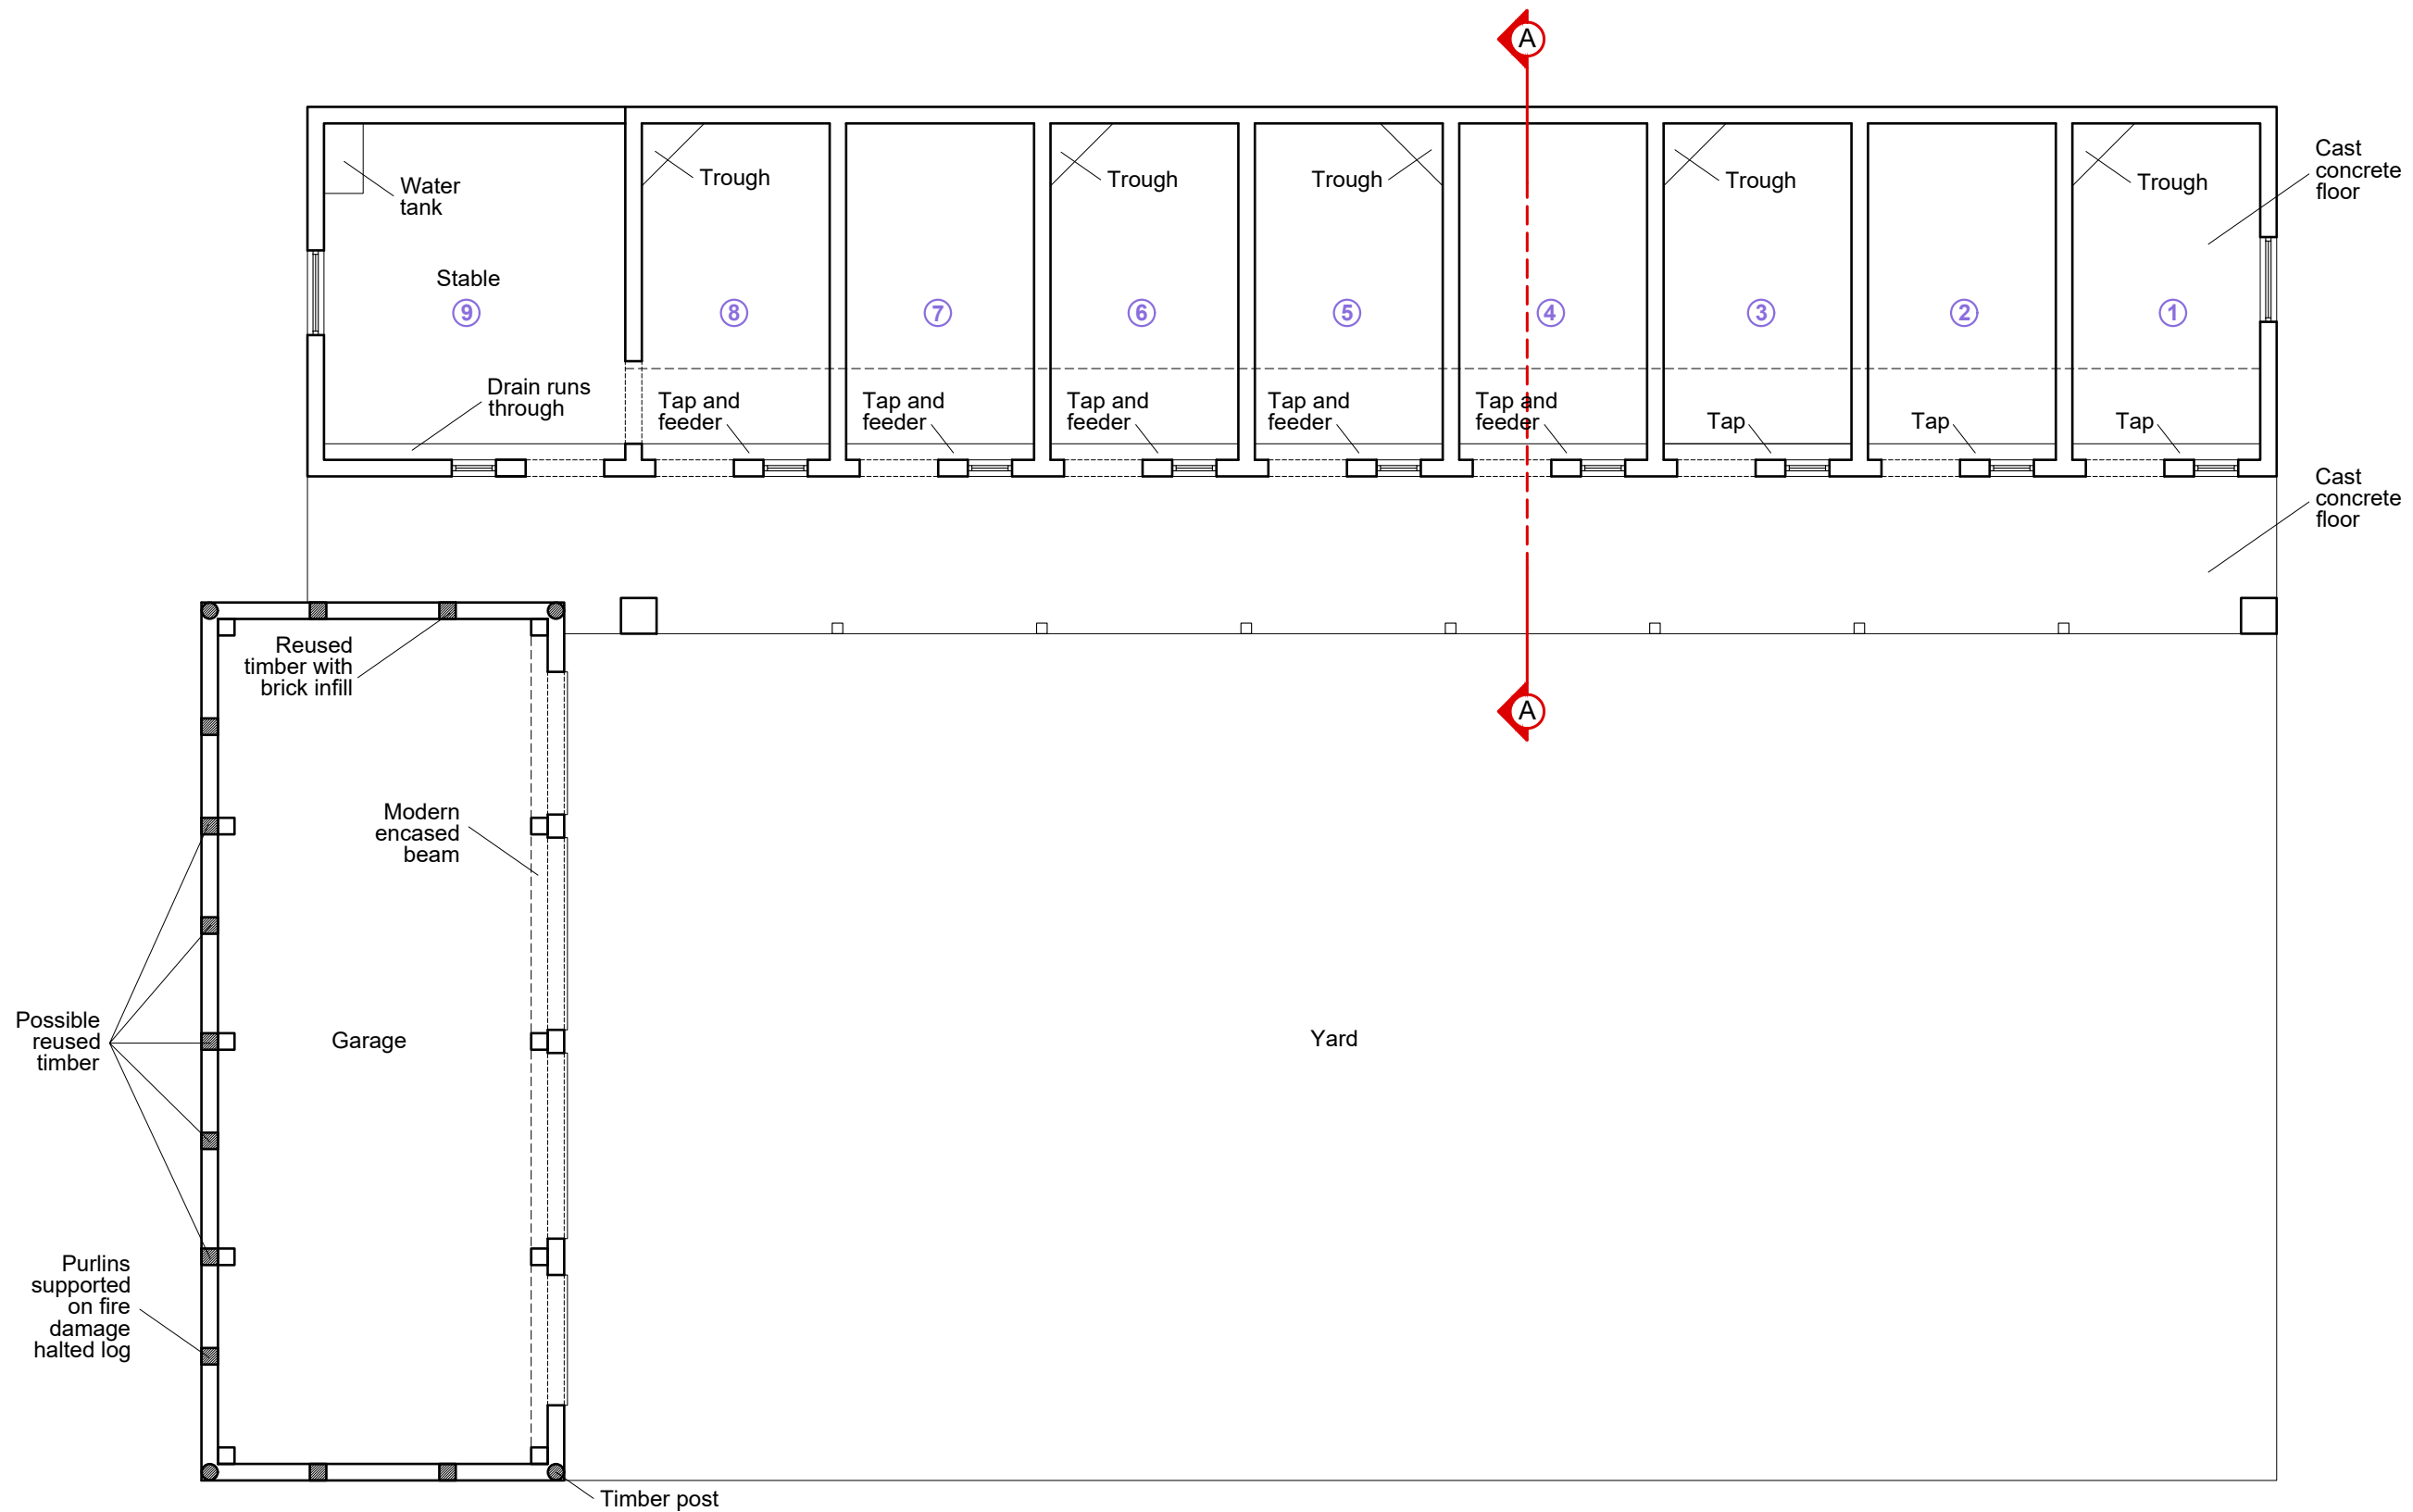 A
Cast
concrete
floor
Water
tank
Trough
Trough
Trough
Trough
Trough
Stable
9
8
7
6
5
4
3
2
1
Drain runs
through
Tap and
feeder
Tap and
feeder
Tap and
feeder
Tap and
feeder
Tap and
feeder
Tap
Tap
Tap
Cast
concrete
floor
Reused
timber with
brick infill
A
Modern
encased
beam
Possible
reused
timber
Garage
Yard
Purlins
supported
on fire
damage
halted log
Timber post